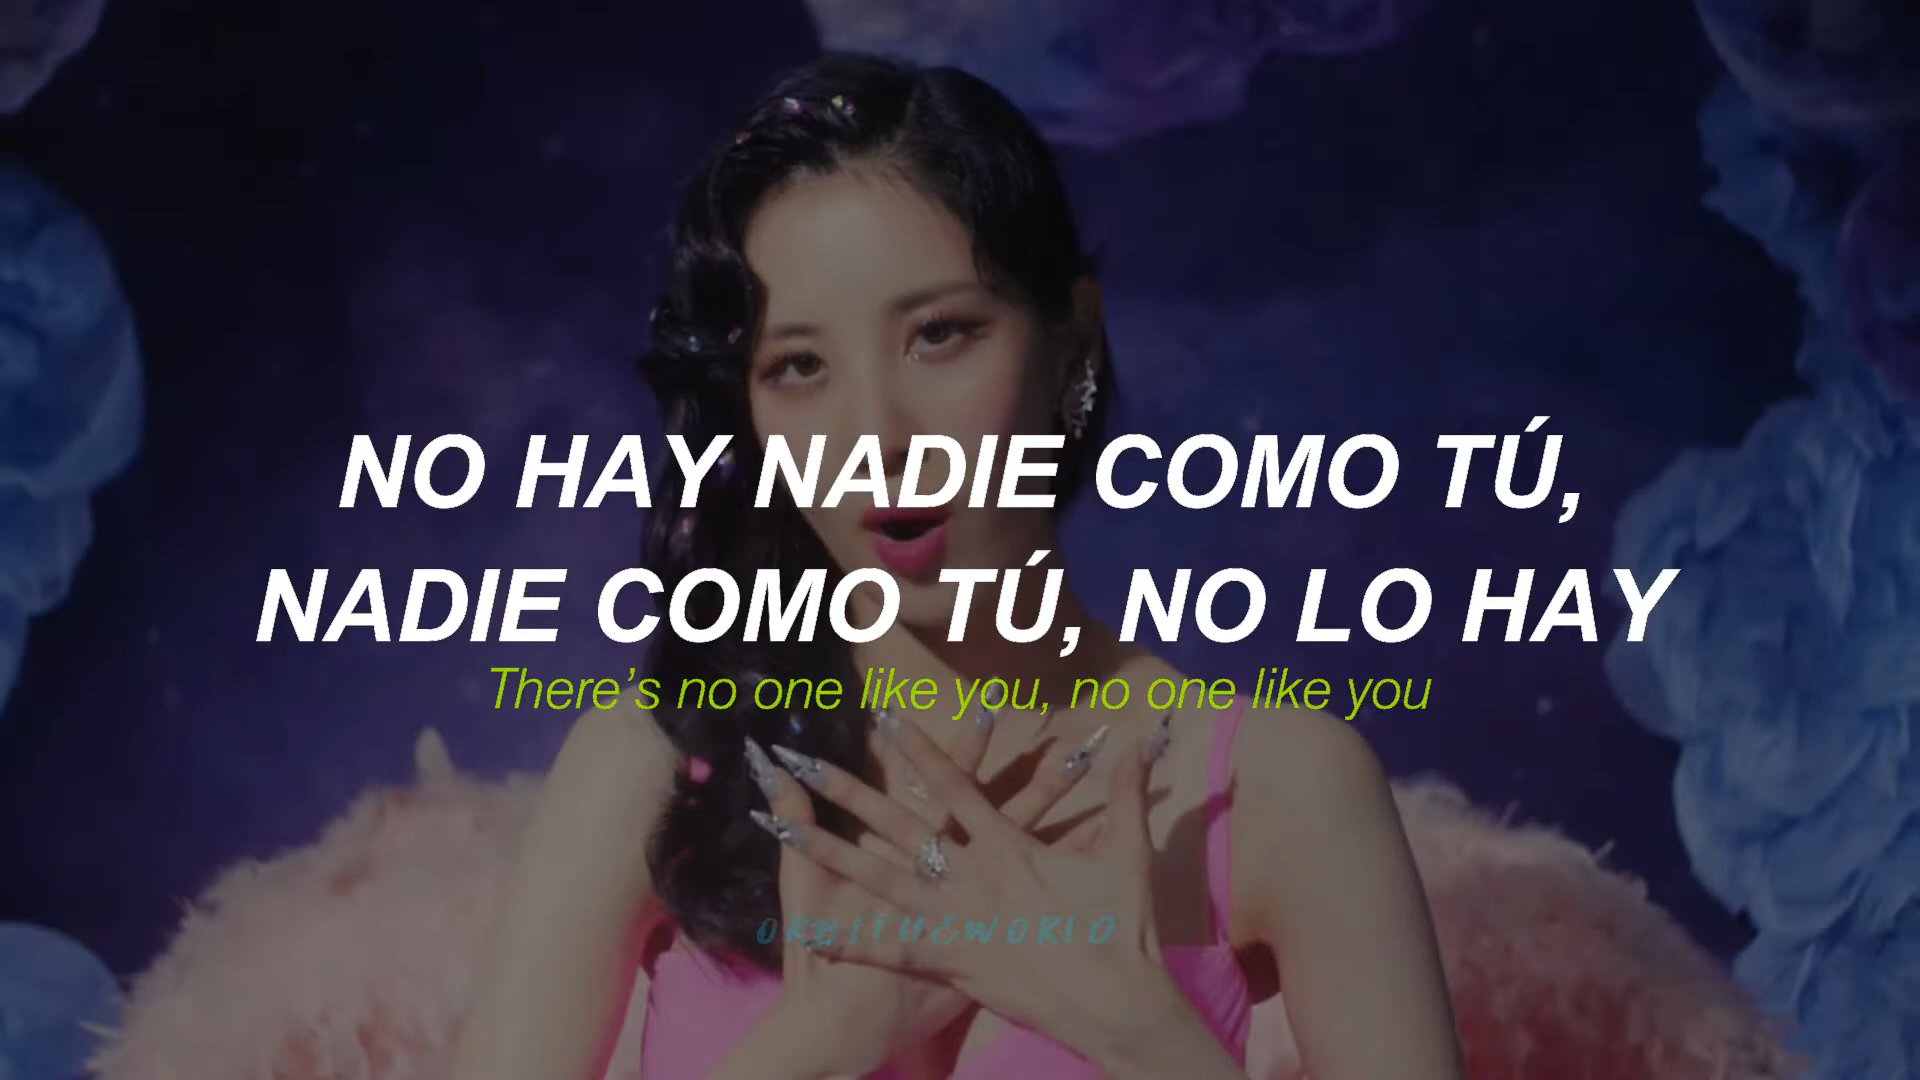 NO HAY NADIE COMO TÚ,
NADIE COMO TÚ, NO LO HAY
There’s no one like you, no one like you
ORBITHEWORLD